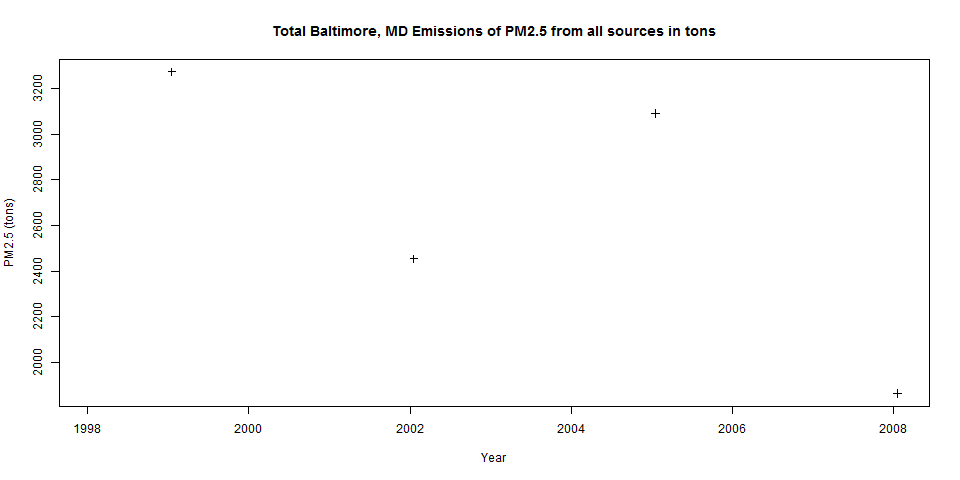 Total Baltimore, MD Emissions of PM2.5 from all sources in tons
PM2.5 (tons)
3200
3000
2800
2600
2400
2200
2000
1998 2000 2002 2004 2006 2008
Year